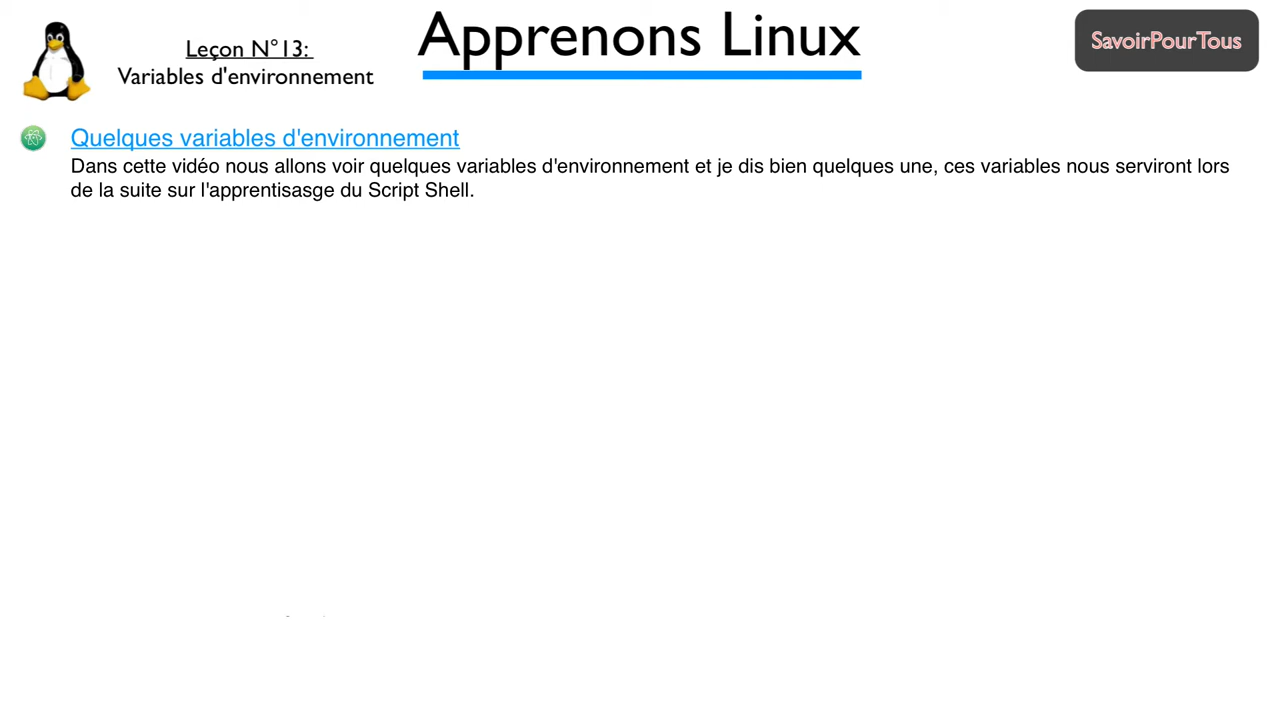 Apprenons Linux
SavoirPourTous
Leçon N°13:
Variables d'environnement
Quelques variables d'environnement
Dans cette vidéo nous allons voir quelques variables d'environnement et je dis bien quelques une, ces variables nous serviront lors
de la suite sur l'apprentisasge du Script Shell.